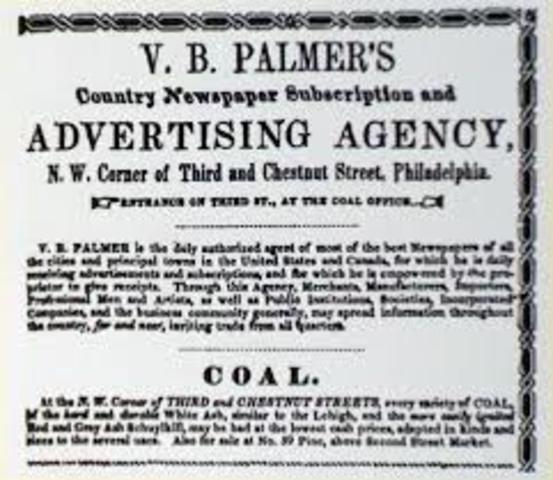 V. B. PALMER'S
Country Newspaper Subscription and
ADVERTISING AGENCY,
N. W. Corner of Third and Chestnut Street, Philadelphia.
ENTRANCE ON THIRD ST., AT THE COAL OFFICE.
V. B. PALMER is the duly authorized agent of most of the best Newspapers of all
the cities and principal towns in the United States and Canada, for which he is daily
receiving advertisements and subscriptions, and for which he is empowered by the pro-
prietor to give receipts. Through this Agency, Merchants, Manufacturers, Importers,
Professional Men and Artists, as well as Public Institutions, Societies, Incorporated
Companies, and the business community generally, may spread information throughout
the country, far and near, inviting trade from all quarters.
COAL.
At the N. W. Corner of THIRD and CHESTNUT STREETS, every variety of COAL,
of the hard and durable White Ash, similar to the Lehigh, and the more easily ignited
Red and Gray Ash Schuylkill, may be had at the lowest cash prices, adapted in kinds and
sizes to the several uses. Also for sale at No. 59 Pine, above Second Street Market.